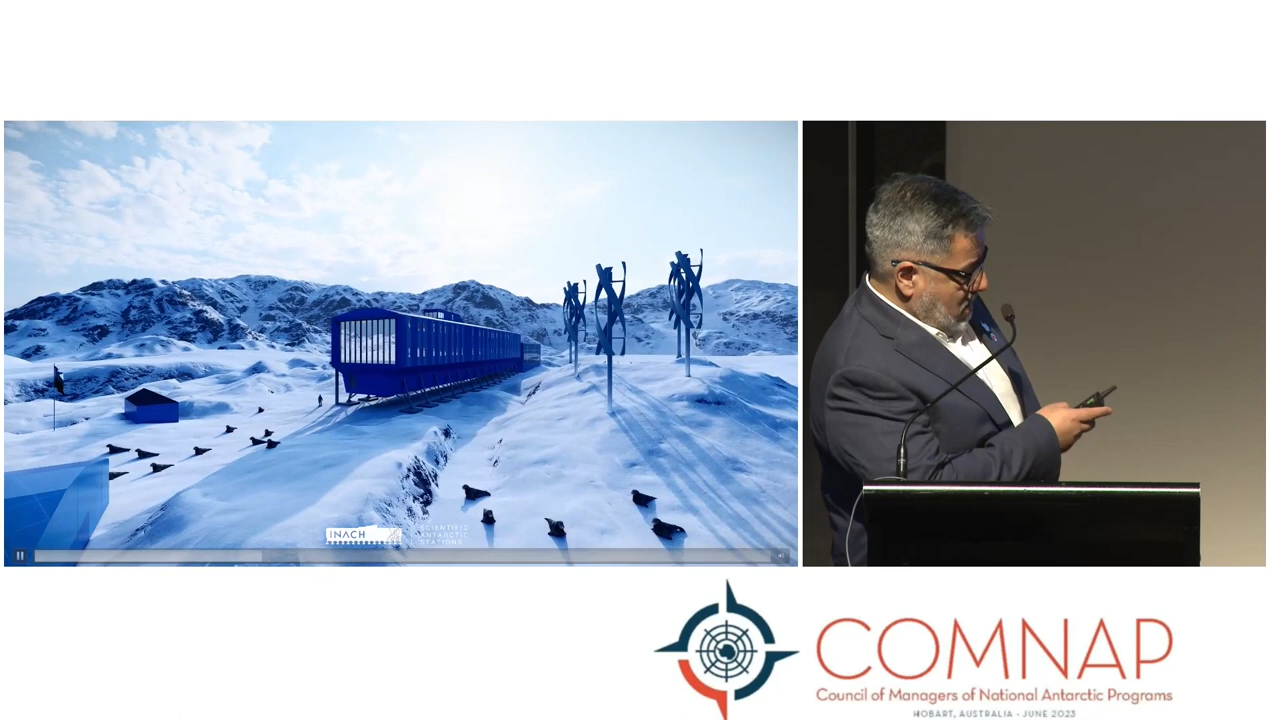 INACH
SCIENTIFIC
ANTARCTIC
STATIONS
COMNAP
Council of Managers of National Antarctic Programs
HOBART, AUSTRALIA - JUNE 2023